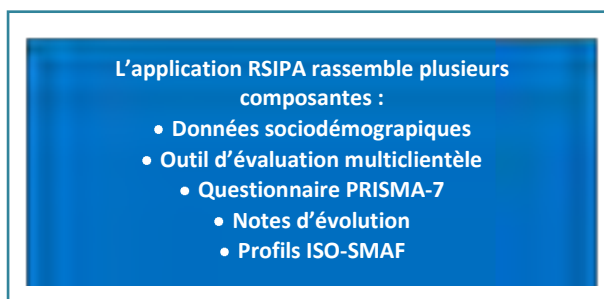 L’application RSIPA rassemble plusieurs
composantes :
• Données sociodémograpiques
• Outil d’évaluation multiclientèle
• Questionnaire PRISMA-7
• Notes d’évolution
• Profils ISO-SMAF